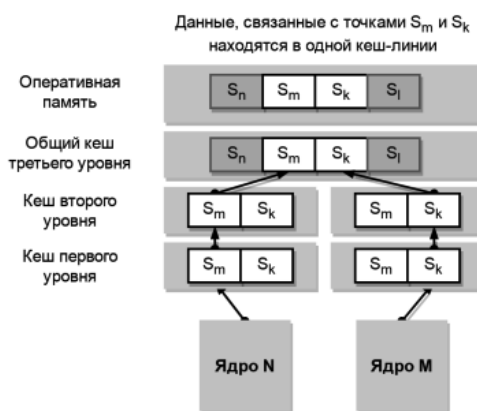 Данные, связанные с точками Sm и Sk
находятся в одной кеш-линии
Оперативная
память
Sn Sm Sk Sl
Общий кеш
третьего уровня
Sn Sm Sk Sl
Кеш второго
уровня
Sm Sk Sm Sk
Кеш первого
уровня
Sm Sk Sm Sk
Ядро N Ядро M